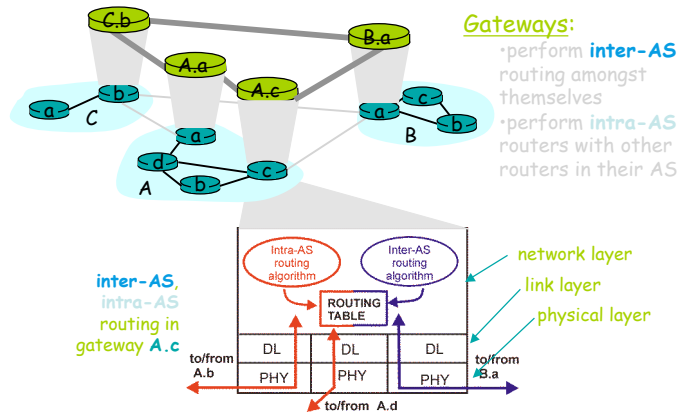 C.b
B.a
A.a
A.c
Gateways:
•perform inter-AS
routing amongst
themselves
•perform intra-AS
routers with other
routers in their AS
b
a
C
a
c
b
B
a
d
b
c
A
Intra-AS
routing
algorithm
Inter-AS
routing
algorithm
ROUTING
TABLE
inter-AS,
intra-AS
routing in
gateway A.c
network layer
link layer
physical layer
DL
DL
DL
PHY
PHY
PHY
to/from
A.b
to/from
B.a
to/from A.d